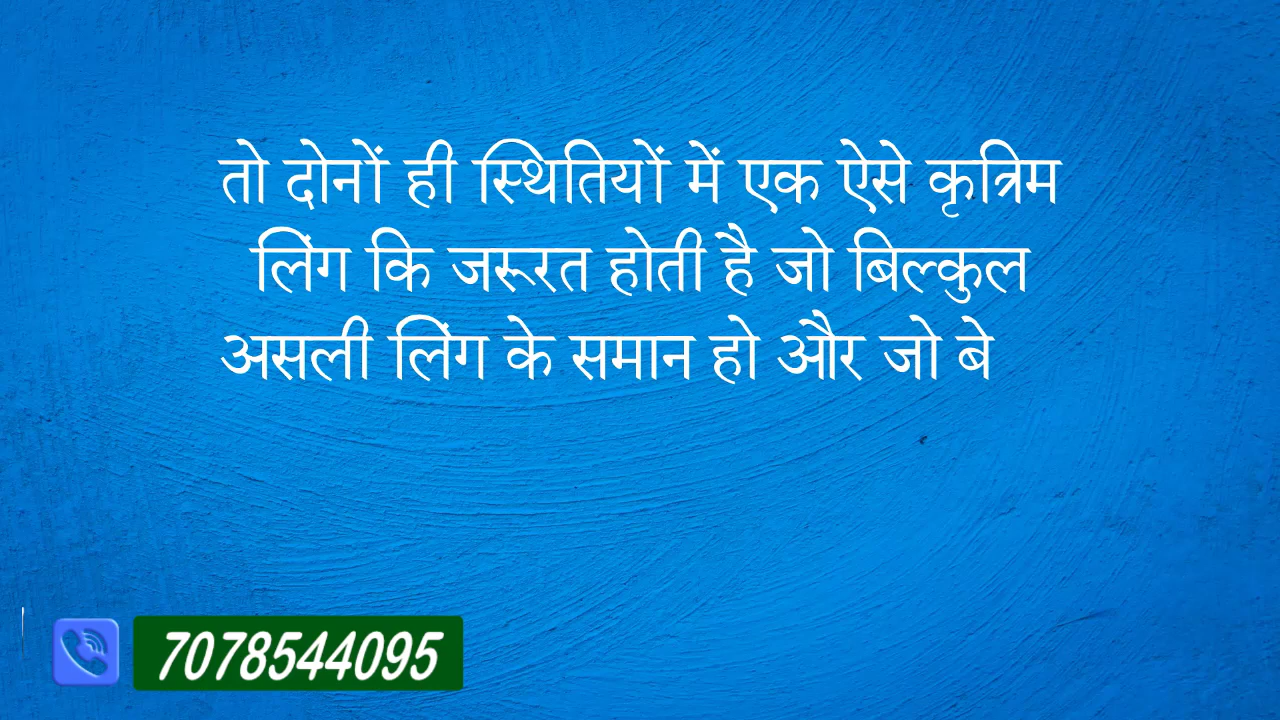 तो दोनों ही स्थितियों में एक ऐसे कृत्रिम
लिंग कि जरूरत होती है जो बिल्कुल
असली लिंग के समान हो और जो बे
7078544095